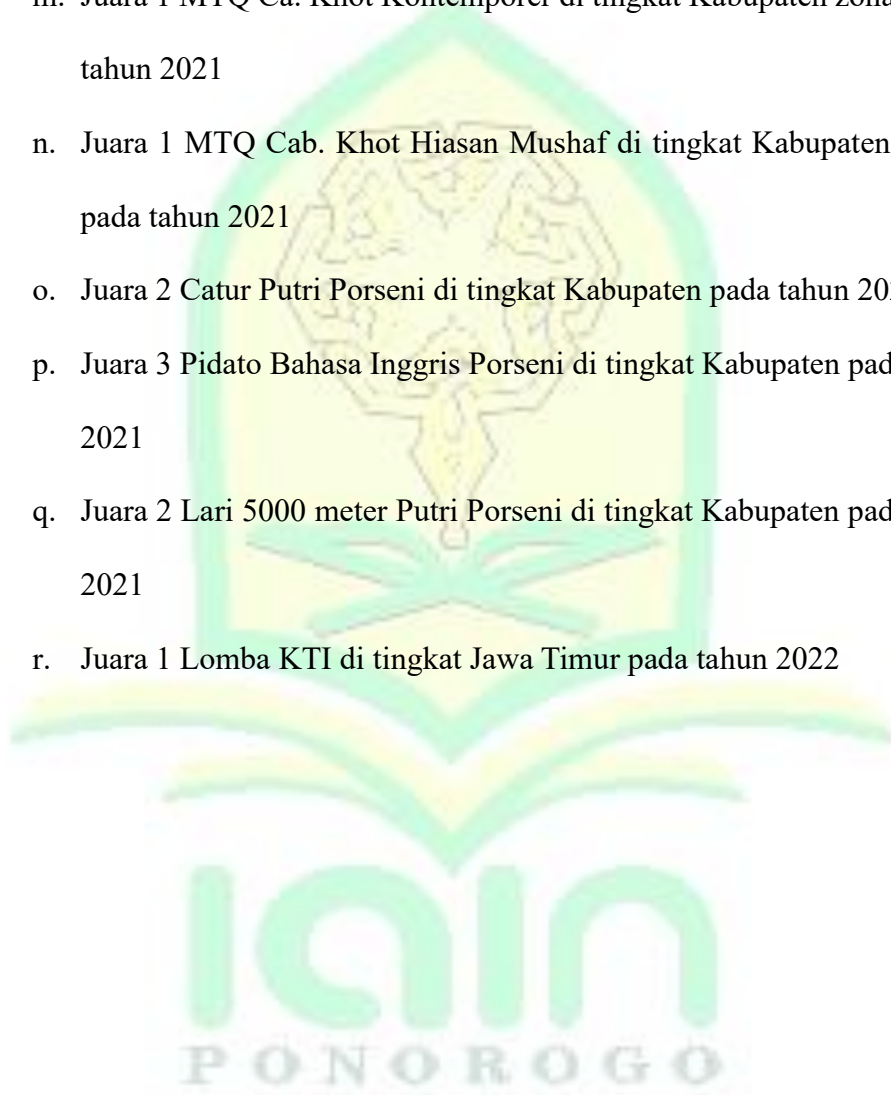 m. Juara 1 MTQ Ca. Khot Kontemporer di tingkat Kabupaten zona
tahun 2021
n. Juara 1 MTQ Cab. Khot Hiasan Mushaf di tingkat Kabupaten
pada tahun 2021
o. Juara 2 Catur Putri Porseni di tingkat Kabupaten pada tahun
p. Juara 3 Pidato Bahasa Inggris Porseni di tingkat Kabupaten
2021
q. Juara 2 Lari 5000 meter Putri Porseni di tingkat Kabupaten
2021
r. Juara 1 Lomba KTI di tingkat Jawa Timur pada tahun 2022
iain
PONOROGO